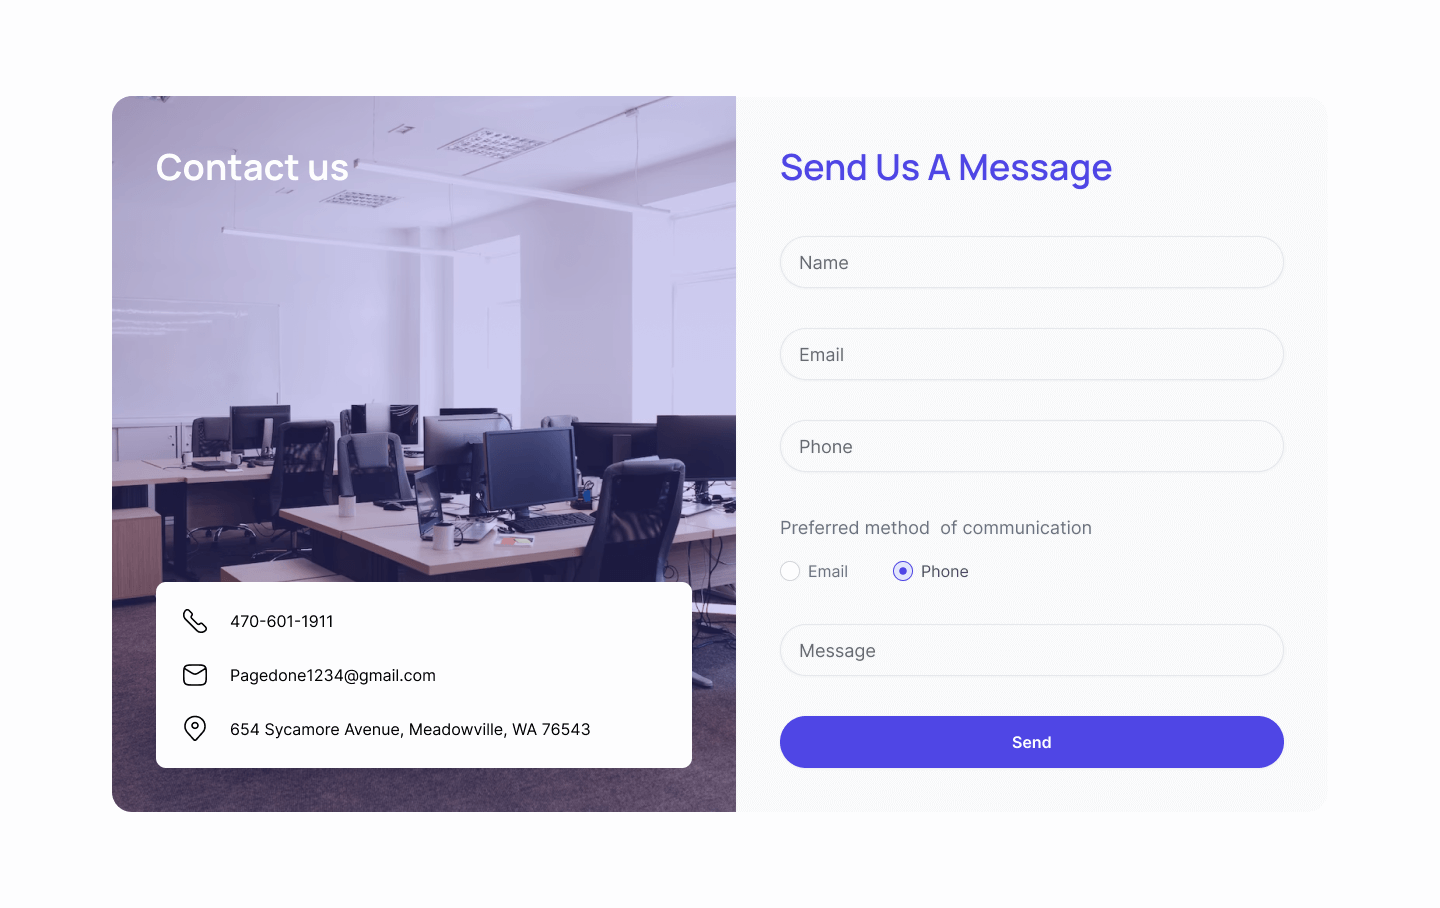 Contact us
470-601-1911
Pagedone1234@gmail.com
654 Sycamore Avenue, Meadowville, WA 76543
Send Us A Message
Name
Email
Phone
Preferred method  of communication
Email
Phone
Message
Send